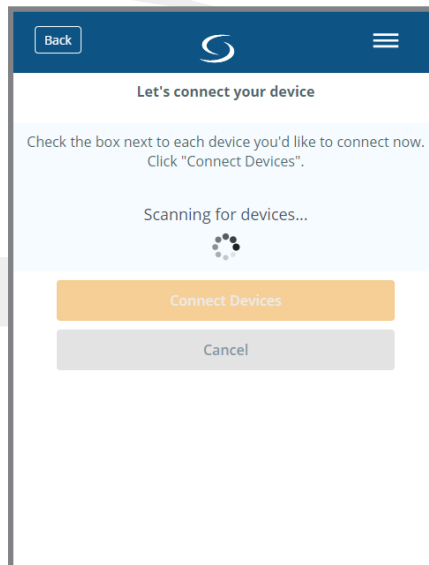 Back
Let's connect your device
Check the box next to each device you'd like to connect now.
Click "Connect Devices".
Scanning for devices...
Connect Devices
Cancel